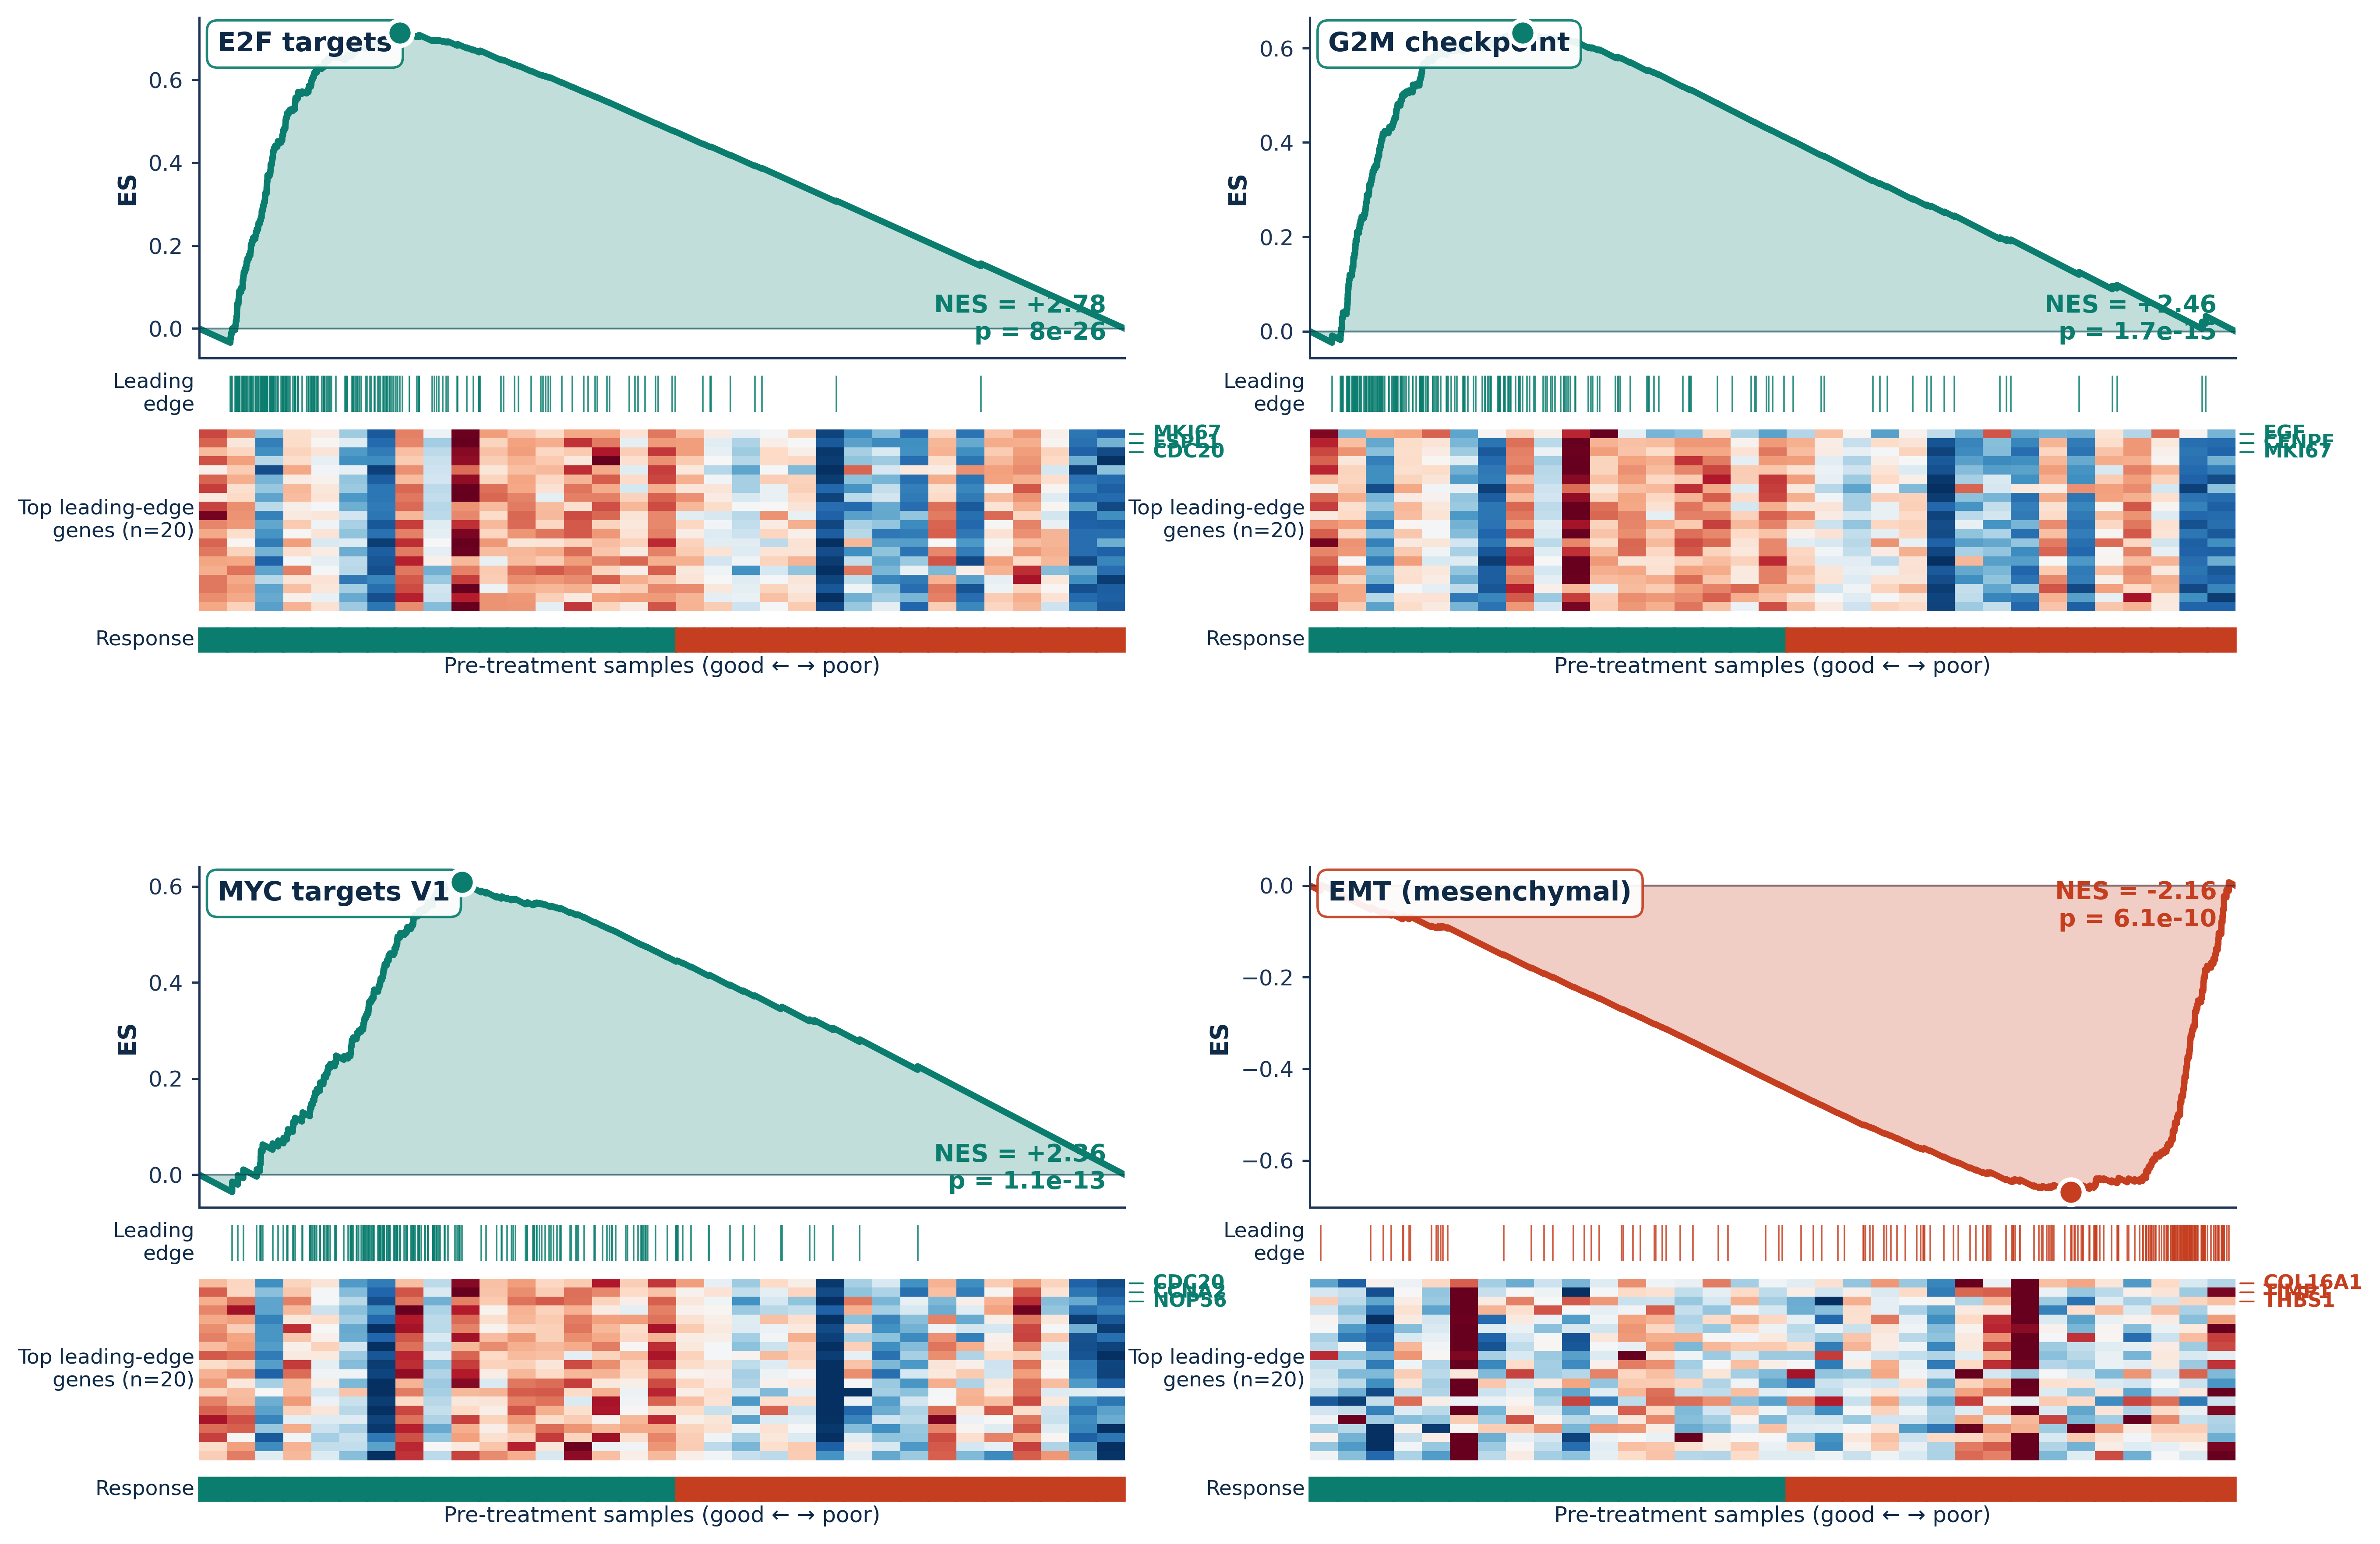 E2F targets
0.6
0.4
0.2
0.0
ES
NES = +2.78
p = 8e-26
Leading
edge
MKI67
ESPL1
CDC20
Top leading-edge
genes (n=20)
Response
Pre-treatment samples (good ← → poor)
G2M checkpoint
0.6
0.4
0.2
0.0
ES
NES = +2.46
p = 1.7e-15
Leading
edge
EGF
CENPF
MKI67
Top leading-edge
genes (n=20)
Response
Pre-treatment samples (good ← → poor)
MYC targets V1
0.6
0.4
0.2
0.0
ES
NES = +2.36
p = 1.1e-13
Leading
edge
CDC20
CCNA2
NOP56
Top leading-edge
genes (n=20)
Response
Pre-treatment samples (good ← → poor)
EMT (mesenchymal)
0.0
−0.2
−0.4
−0.6
ES
NES = -2.16
p = 6.1e-10
Leading
edge
COL16A1
TIMP1
THBS1
Top leading-edge
genes (n=20)
Response
Pre-treatment samples (good ← → poor)